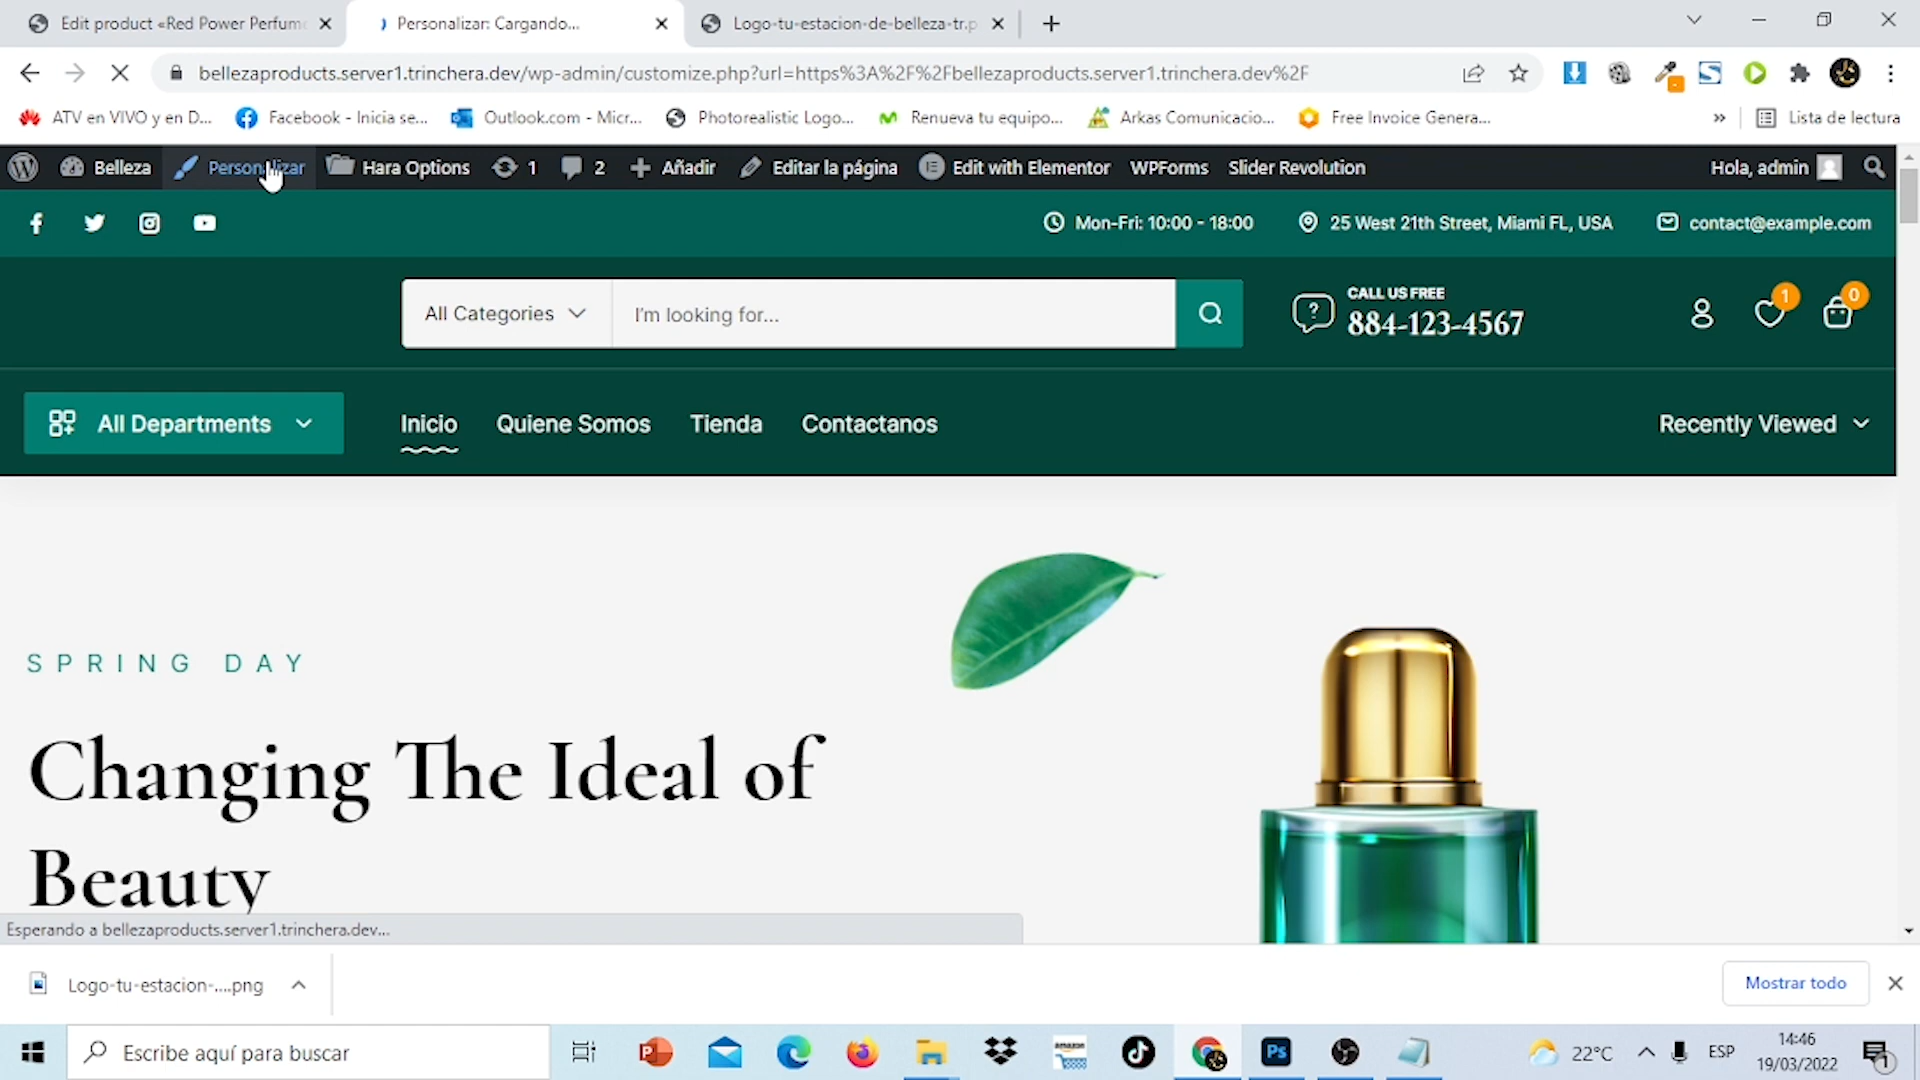 Edit product «Red Power Perfum
Personalizar: Cargando...
Logo-tu-estacion-de-belleza-tr.p
bellezaproducts.server1.trinchera.dev/wp-admin/customize.php?url=https%3A%2F%2Fbellezaproducts.server1.trinchera.dev%2F
ATV en VIVO y en D...
Facebook - Inicia se...
Outlook.com - Micr...
Photorealistic Logo...
Renueva tu equipo...
Arkas Comunicacio...
Free Invoice Genera...
»
Lista de lectura
Belleza
Personalizar
Hara Options
1
2
Añadir
Editar la página
Edit with Elementor
WPForms
Slider Revolution
Hola, admin
Mon-Fri: 10:00 - 18:00
25 West 21th Street, Miami FL, USA
contact@example.com
All Categories
I'm looking for...
CALL US FREE
884-123-4567
1
0
All Departments
Inicio
Quiene Somos
Tienda
Contactanos
Recently Viewed
SPRING DAY
Changing The Ideal of
Beauty
Esperando a bellezaproducts.server1.trinchera.dev...
Logo-tu-estacion-....png
Mostrar todo
Escribe aquí para buscar
amazon
Ps
22°C
ESP
14:46
19/03/2022
1